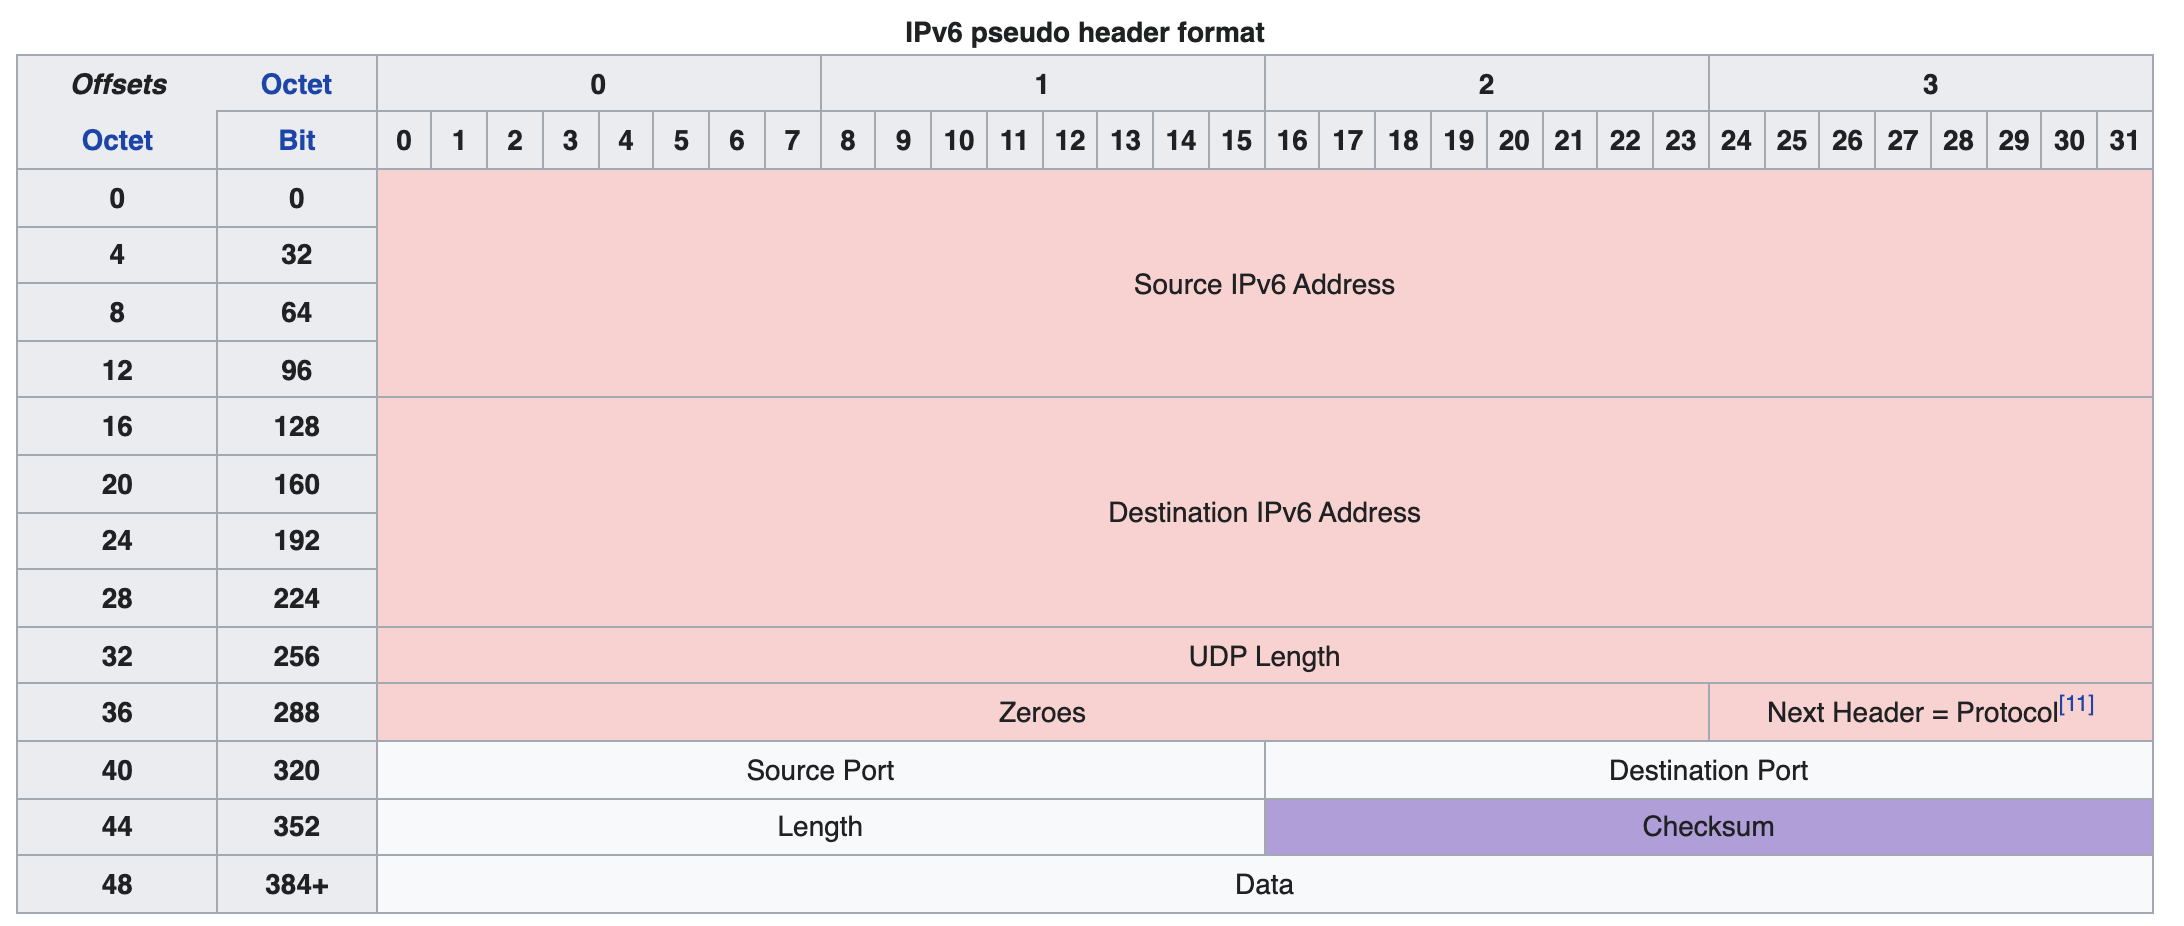 IPv6 pseudo header format
Offsets Octet 0 1 2 3
Octet Bit 0 1 2 3 4 5 6 7 8 9 10 11 12 13 14 15 16 17 18 19 20 21 22 23 24 25 26 27 28 29 30 31
0 0
4 32
Source IPv6 Address
8 64
12 96
16 128
20 160
Destination IPv6 Address
24 192
28 224
32 256 UDP Length
36 288 Zeroes Next Header = Protocol[11]
40 320 Source Port Destination Port
44 352 Length Checksum
48 384+ Data